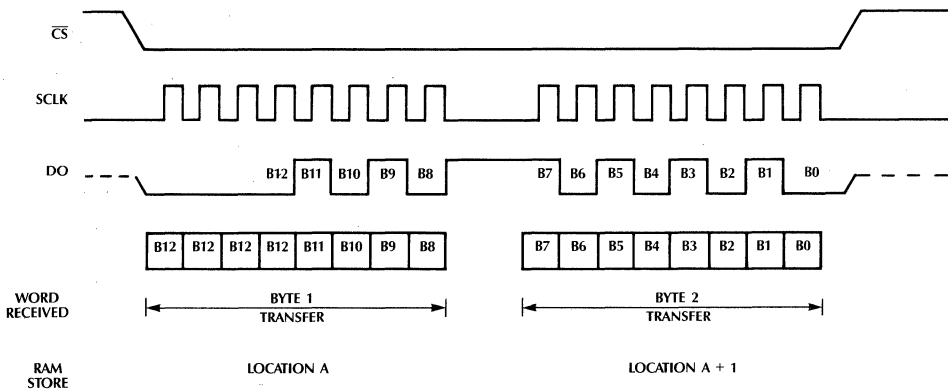 CS
SCLK
DO B12 B11 B10 B9 B8 B7 B6 B5 B4 B3 B2 B1 B0
B12 B12 B12 B12 B11 B10 B9 B8 B7 B6 B5 B4 B3 B2 B1 B0
WORD RECEIVED
BYTE 1 TRANSFER
BYTE 2 TRANSFER
RAM STORE
LOCATION A
LOCATION A + 1